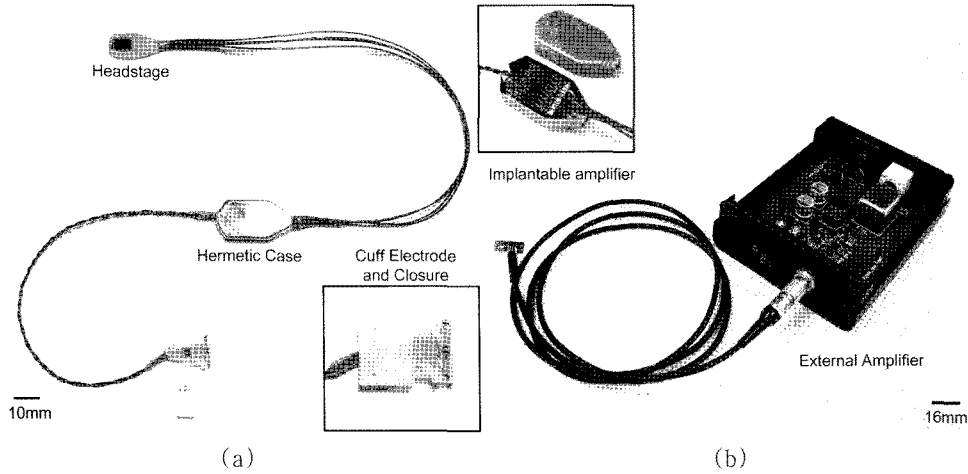 Headstage
Implantable amplifier
Hermetic Case
Cuff Electrode
and Closure
External Amplifier
10mm
16mm
(a)
(b)